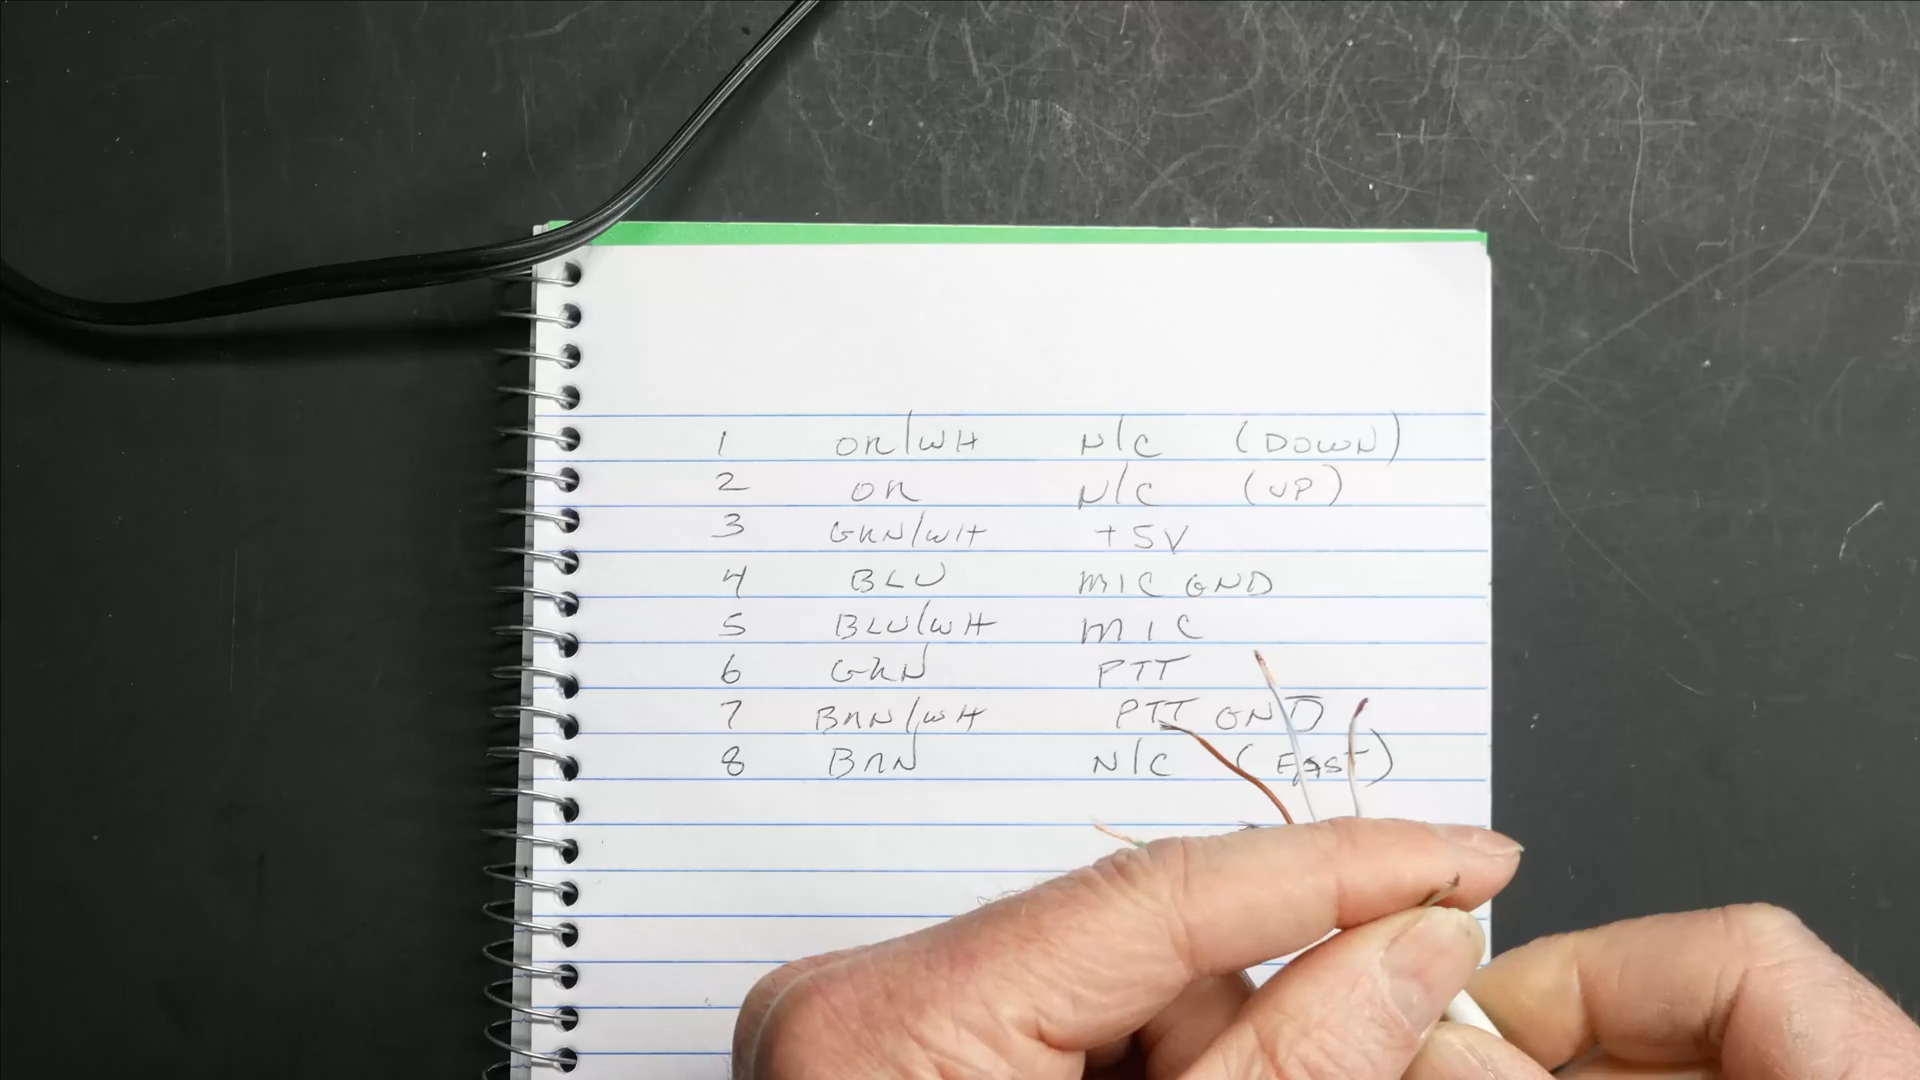 1 OR/WH N/C (DOWN)
2 OR N/C (UP)
3 GRN/WH +5V
4 BLU MIC GND
5 BLU/WH MIC
6 GRN PTT
7 BRN/WH PTT GND
8 BRN N/C (FAST)